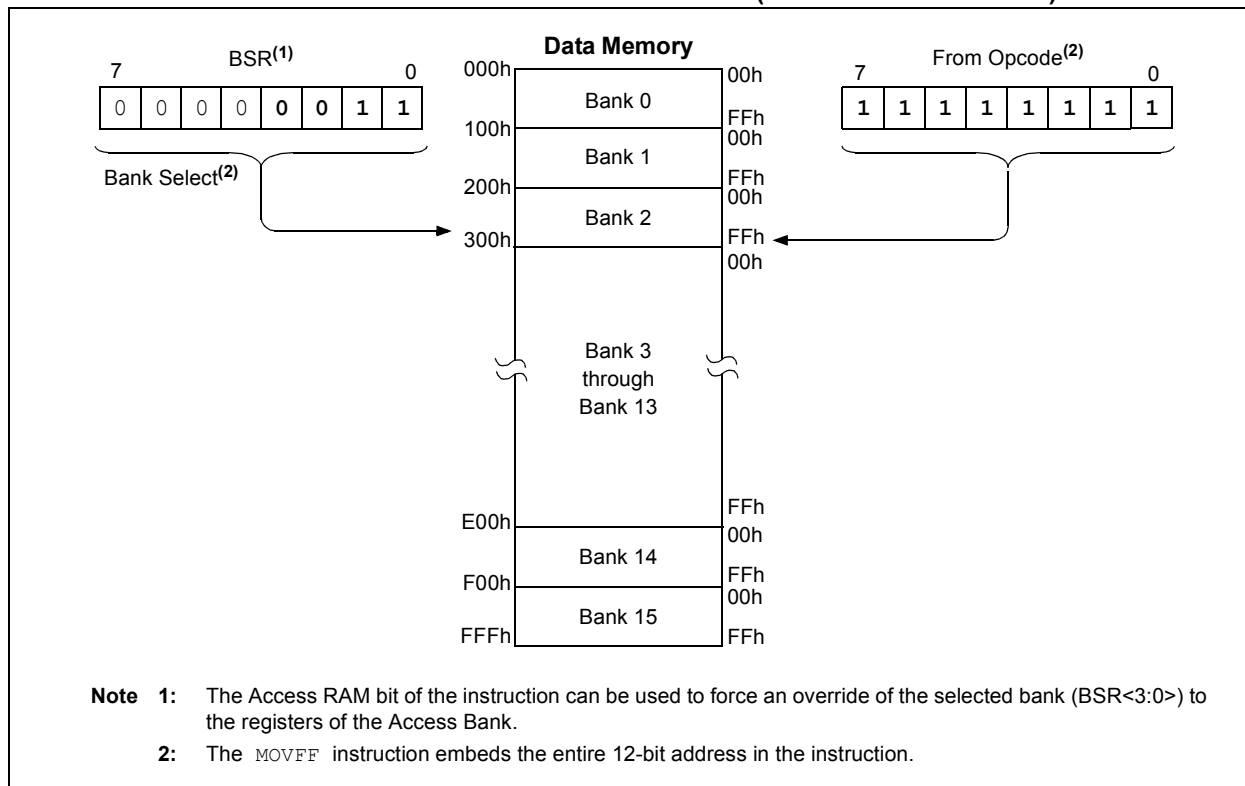 Data Memory
BSR(1)
7 0
0 0 0 0 0 0 1 1
Bank Select(2)
From Opcode(2)
7 0
1 1 1 1 1 1 1 1
000h
00h
Bank 0
FFh
100h
00h
Bank 1
FFh
200h
00h
Bank 2
FFh
300h
00h
Bank 3
through
Bank 13
FFh
E00h
00h
Bank 14
FFh
F00h
00h
Bank 15
FFFh
FFh
Note 1: The Access RAM bit of the instruction can be used to force an override of the selected bank (BSR<3:0>) to
the registers of the Access Bank.
2: The MOVFF instruction embeds the entire 12-bit address in the instruction.